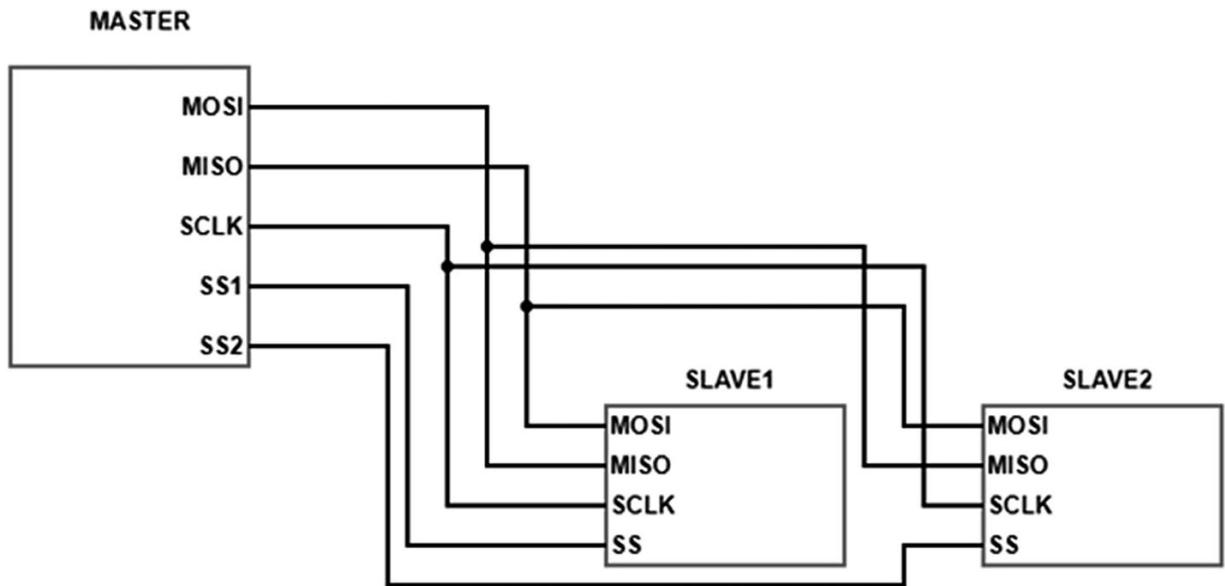 MASTER
MOSI
MISO
SCLK
SS1
SS2
SLAVE1
MOSI
MISO
SCLK
SS
SLAVE2
MOSI
MISO
SCLK
SS